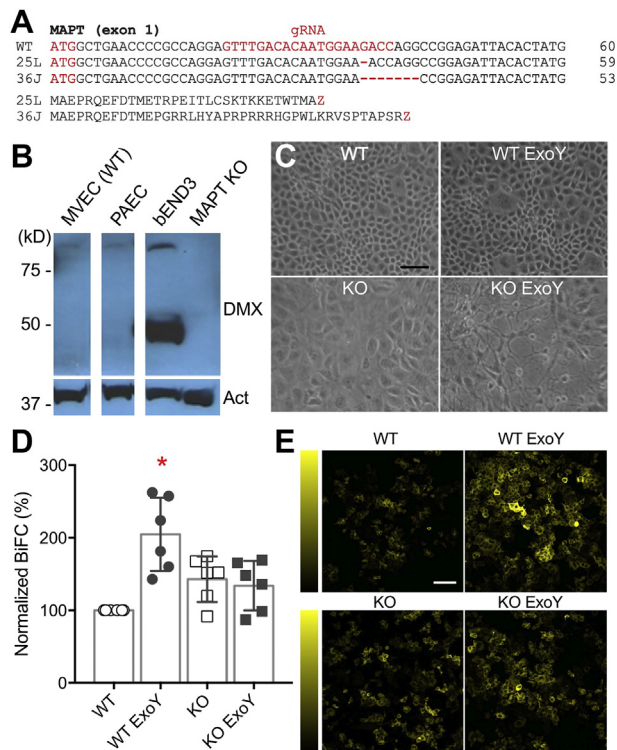 A
MAPT (exon 1) gRNA
WT ATGGCTGAACCCCGCCAGGAGTTTGACACAATGGAAGACCAGGCCGGAGATTACACTATG 60
25L ATGGCTGAACCCCGCCAGGAGTTTGACACAATGGAA-ACCAGGCCGGAGATTACACTATG 59
36J ATGGCTGAACCCCGCCAGGAGTTTGACACAATGGAA-------CCGGAGATTACACTATG 53
25L MAEPRQEFDTMETRPEITLCSKTKKETWTMAZ
36J MAEPRQEFDTMEPGRRLHYAPRPRRRHGPWLKRVSPTAPSRZ
B
MVEC (WT) PAEC bEND3 MAPT KO
(kD)
75 -
50 -
37 -
DMX
Act
C
WT WT ExoY
KO KO ExoY
D
Normalized BiFC (%)
300
200
100
0
*
WT WT ExoY KO KO ExoY
E
WT WT ExoY
KO KO ExoY